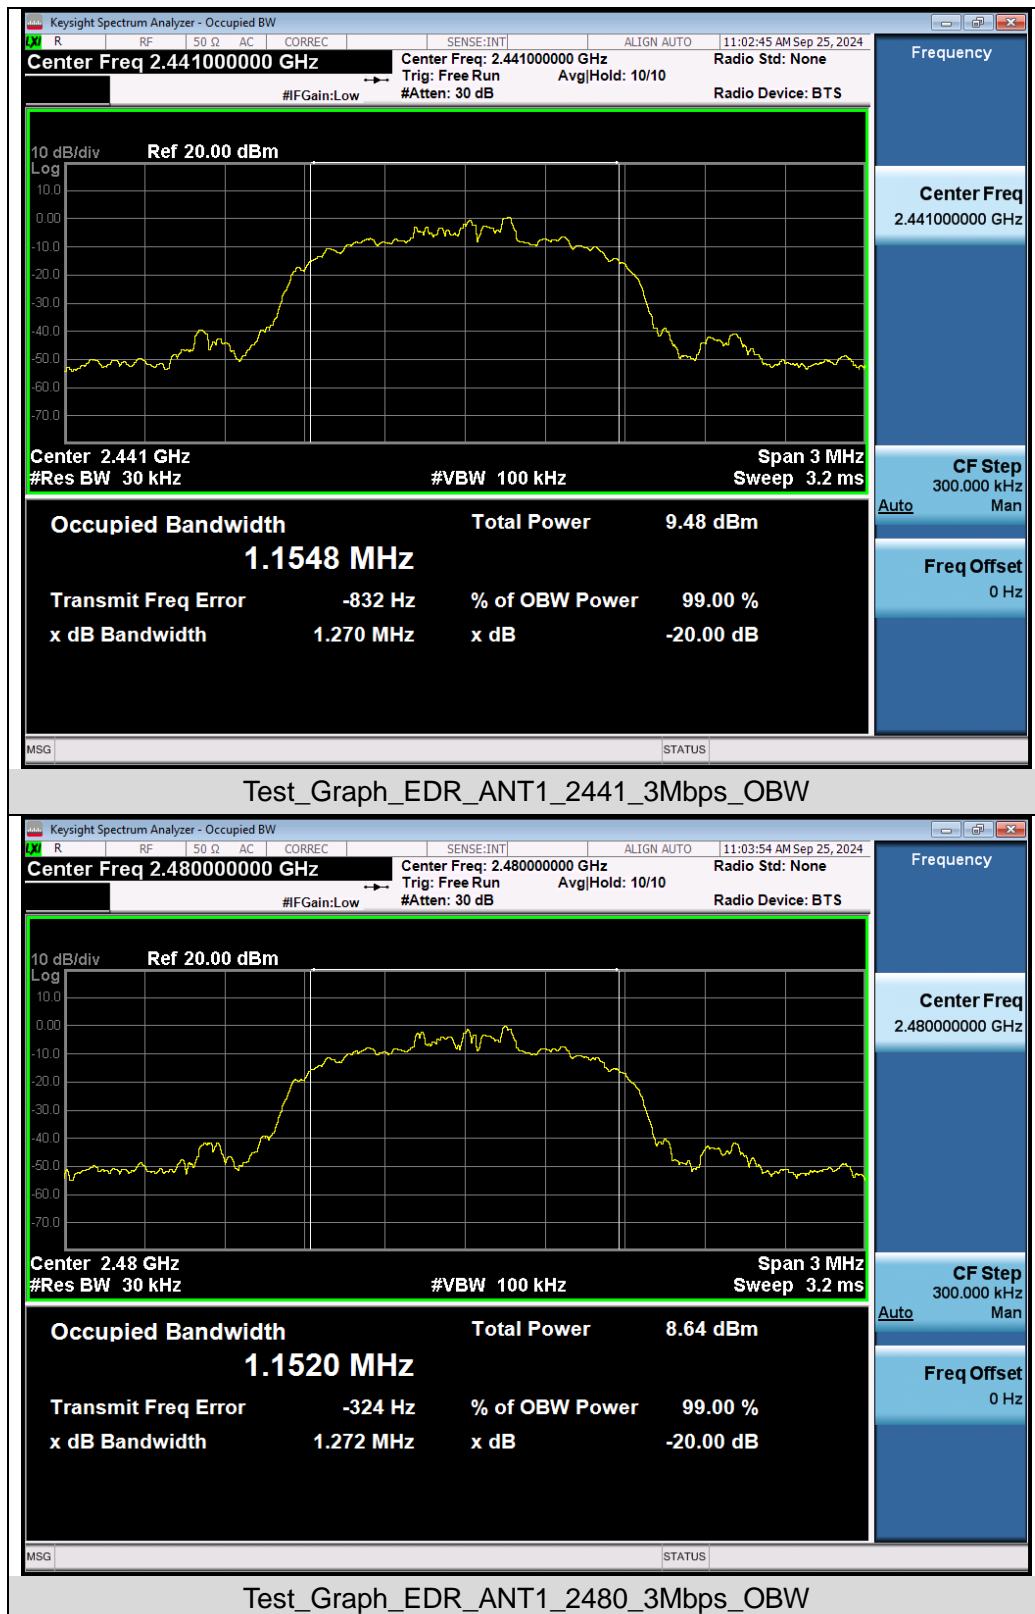 Keysight Spectrum Analyzer - Occupied BW
LXI R RF 50 Ω AC CORREC SENSE:INT ALIGN AUTO 11:02:45 AM Sep 25, 2024
Center Freq 2.441000000 GHz
Center Freq: 2.441000000 GHz
Radio Std: None
Trig: Free Run Avg|Hold: 10/10
#IFGain:Low #Atten: 30 dB Radio Device: BTS
Frequency
10 dB/div Ref 20.00 dBm
Log
10.0
0.00
-10.0
-20.0
-30.0
-40.0
-50.0
-60.0
-70.0
Center 2.441 GHz Span 3 MHz
#Res BW 30 kHz #VBW 100 kHz Sweep 3.2 ms
Center Freq
2.441000000 GHz
CF Step
300.000 kHz
Auto Man
Freq Offset
0 Hz
Occupied Bandwidth Total Power 9.48 dBm
1.1548 MHz
Transmit Freq Error -832 Hz % of OBW Power 99.00 %
x dB Bandwidth 1.270 MHz x dB -20.00 dB
MSG STATUS
Test_Graph_EDR_ANT1_2441_3Mbps_OBW
Keysight Spectrum Analyzer - Occupied BW
LXI R RF 50 Ω AC CORREC SENSE:INT ALIGN AUTO 11:03:54 AM Sep 25, 2024
Center Freq 2.480000000 GHz
Center Freq: 2.480000000 GHz
Radio Std: None
Trig: Free Run Avg|Hold: 10/10
#IFGain:Low #Atten: 30 dB Radio Device: BTS
Frequency
10 dB/div Ref 20.00 dBm
Log
10.0
0.00
-10.0
-20.0
-30.0
-40.0
-50.0
-60.0
-70.0
Center 2.48 GHz Span 3 MHz
#Res BW 30 kHz #VBW 100 kHz Sweep 3.2 ms
Center Freq
2.480000000 GHz
CF Step
300.000 kHz
Auto Man
Freq Offset
0 Hz
Occupied Bandwidth Total Power 8.64 dBm
1.1520 MHz
Transmit Freq Error -324 Hz % of OBW Power 99.00 %
x dB Bandwidth 1.272 MHz x dB -20.00 dB
MSG STATUS
Test_Graph_EDR_ANT1_2480_3Mbps_OBW